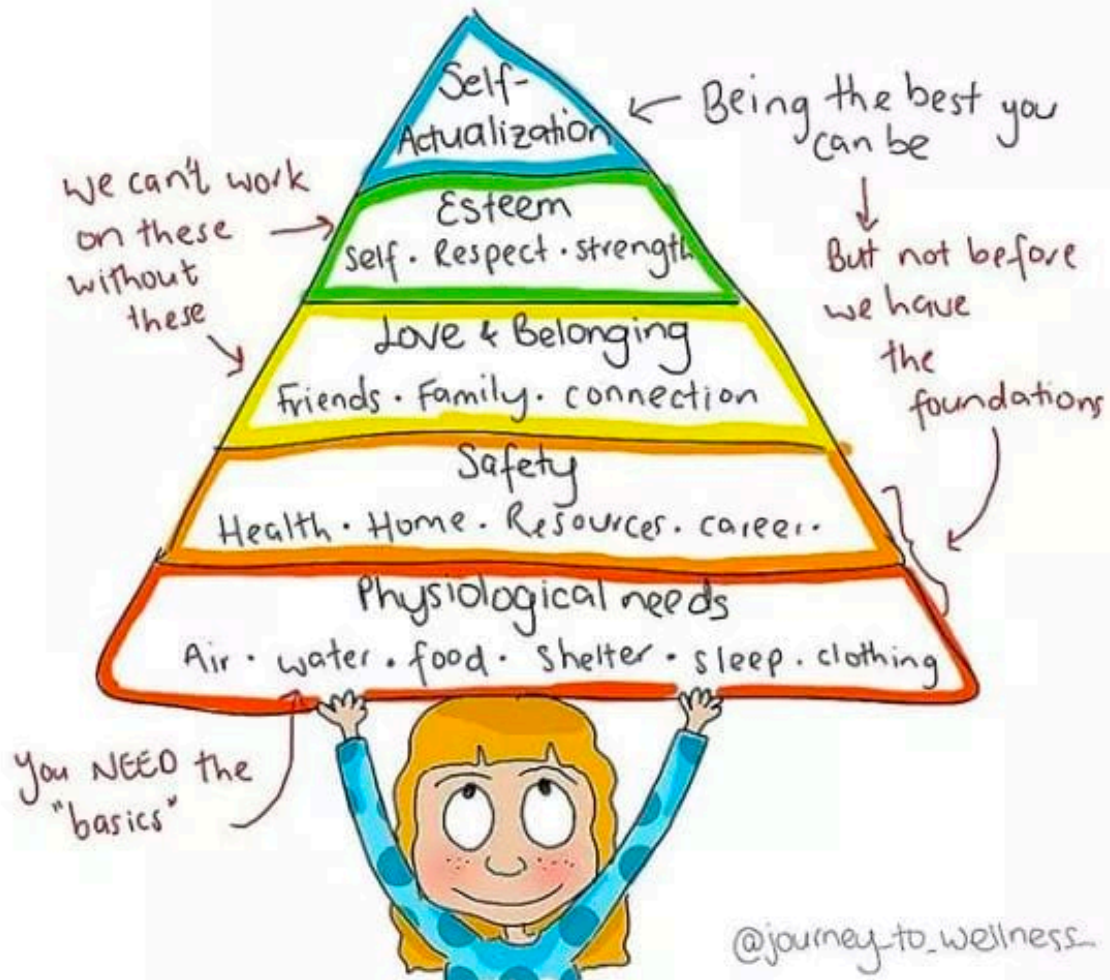 Self-
Actualization
Being the best you
can be
But not before
we have
the
foundations
we can't work
on these
without
these
Esteem
Self . Respect . strength
Love & Belonging
Friends . Family . connection
Safety
Health . Home . Resources . career .
Physiological needs
Air . water . food . shelter . sleep . clothing
You NEED the
"basics"
@journey_to_wellness_